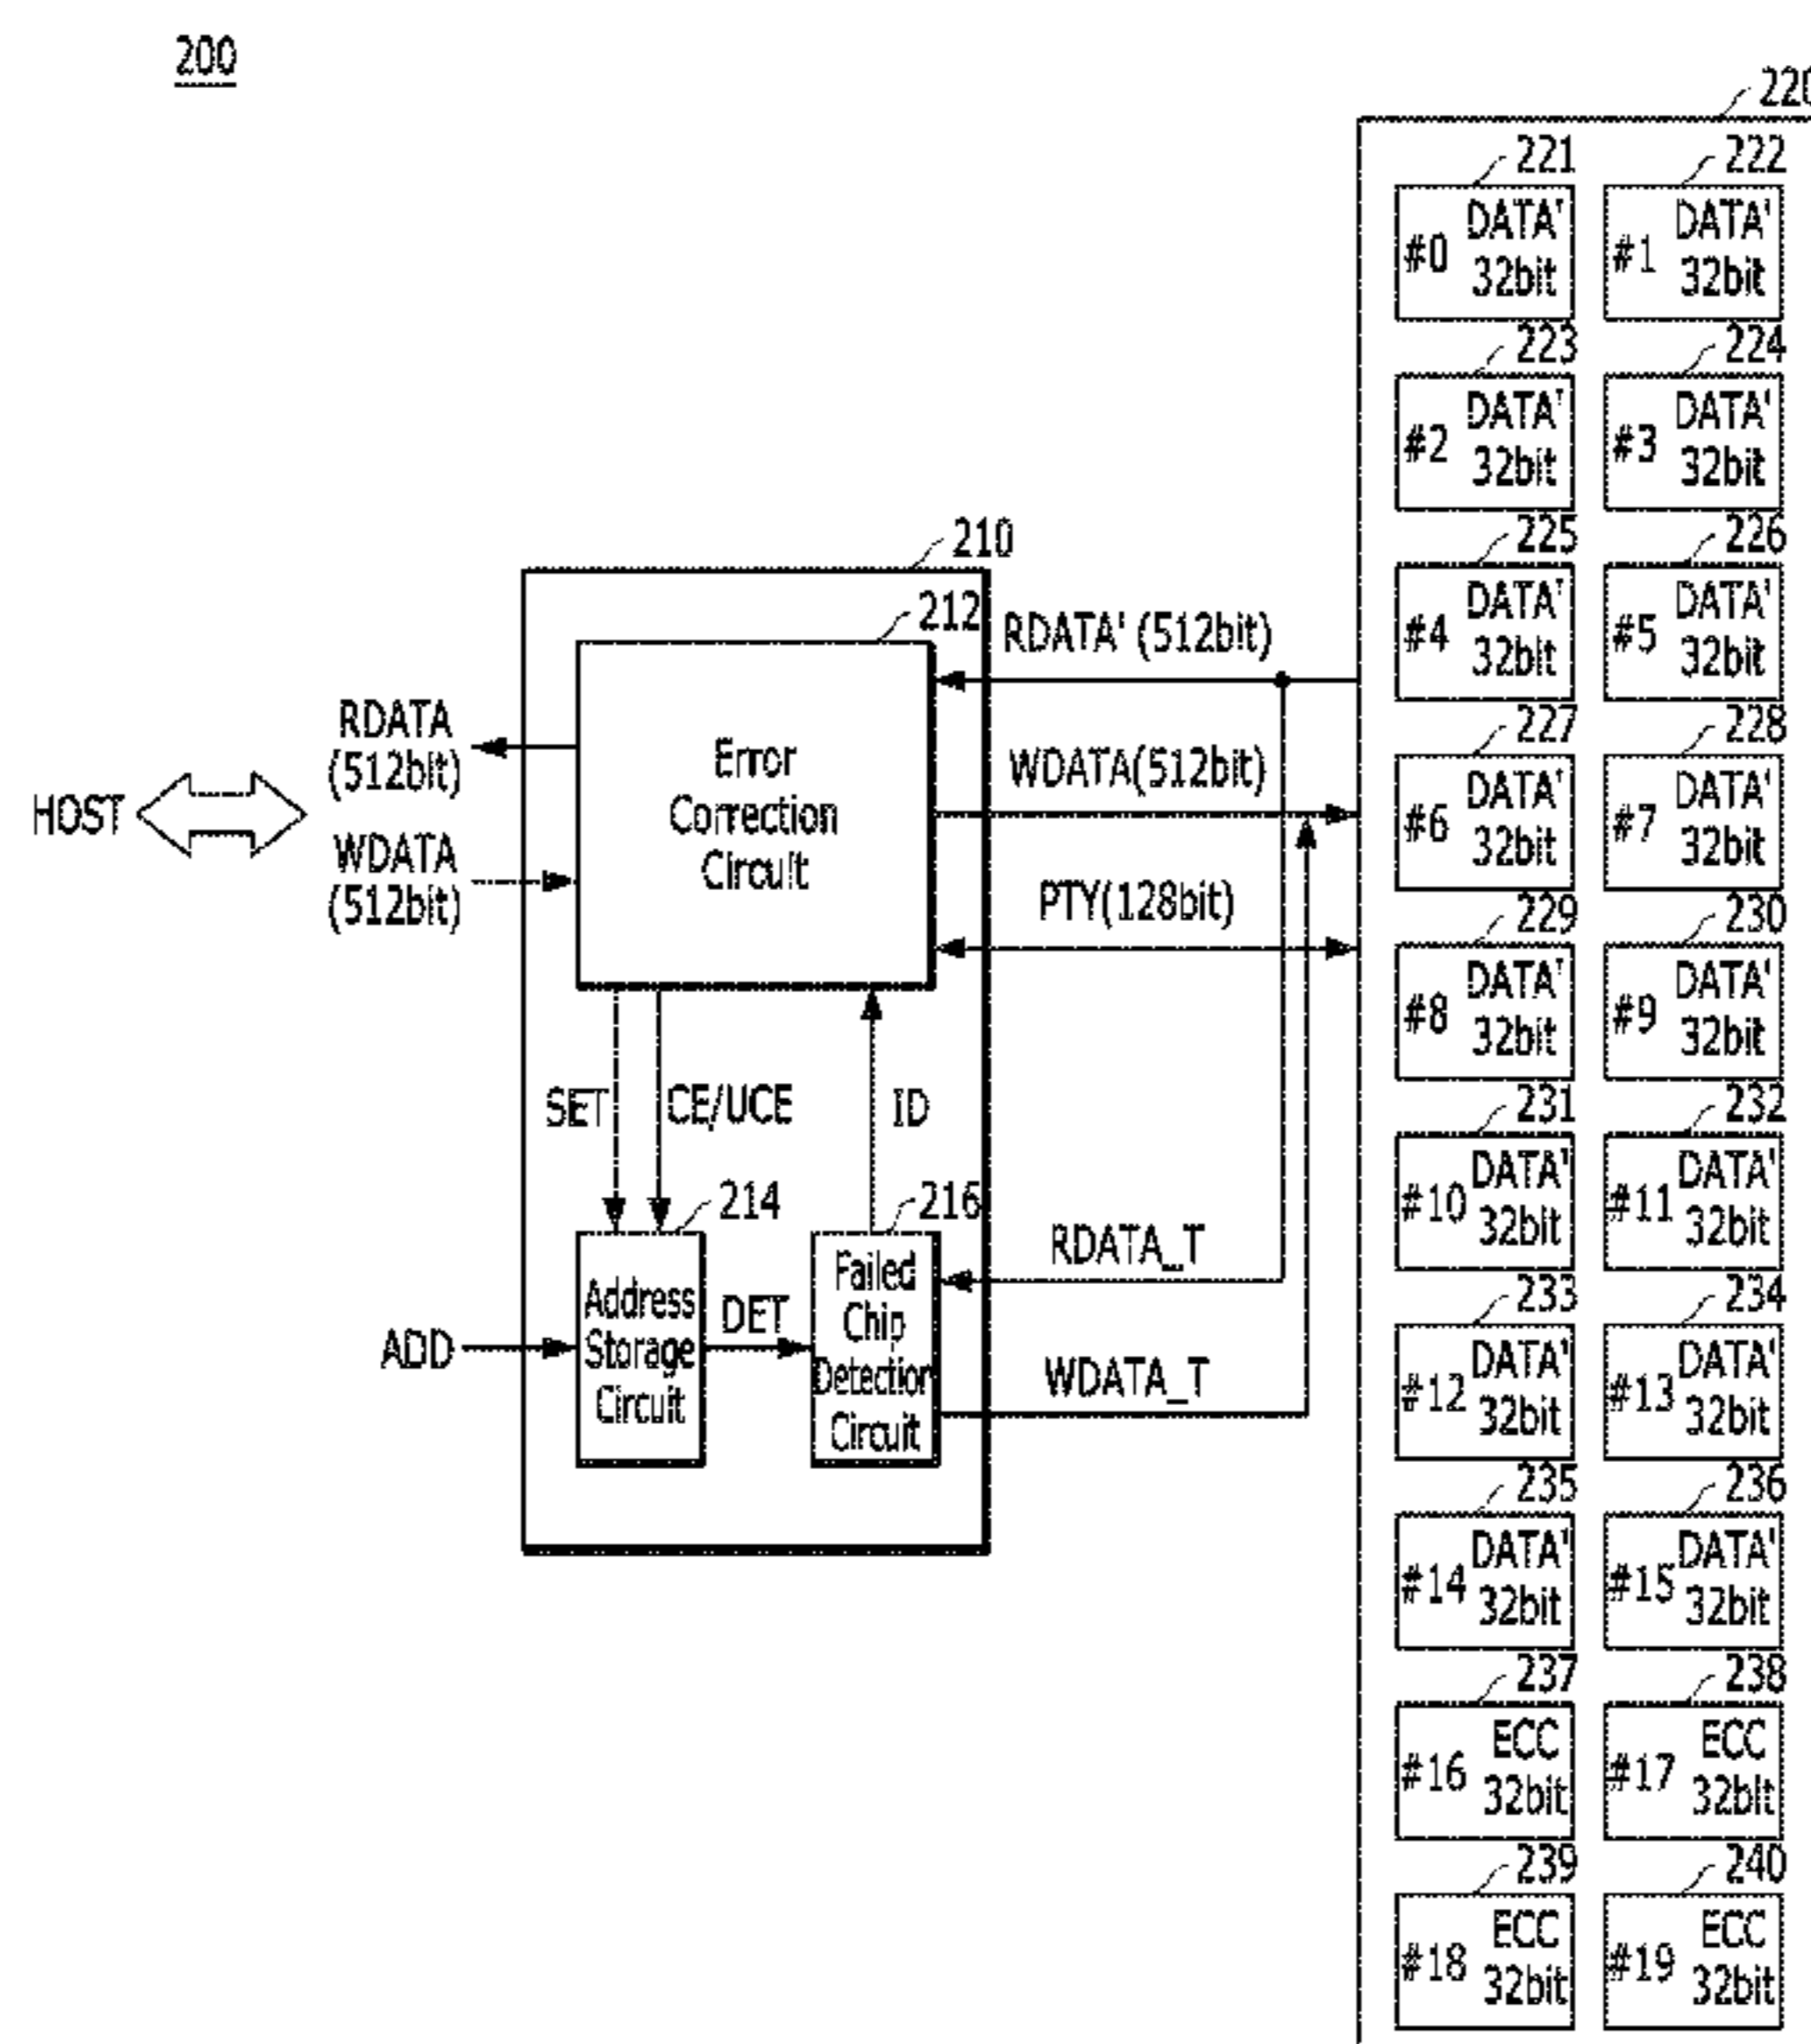 200
220
221
222
#0 DATA' 32bit
#1 DATA' 32bit
223
224
#2 DATA' 32bit
#3 DATA' 32bit
225
226
#4 DATA' 32bit
#5 DATA' 32bit
227
228
#6 DATA' 32bit
#7 DATA' 32bit
229
230
#8 DATA' 32bit
#9 DATA' 32bit
231
232
#10 DATA' 32bit
#11 DATA' 32bit
233
234
#12 DATA' 32bit
#13 DATA' 32bit
235
236
#14 DATA' 32bit
#15 DATA' 32bit
237
238
#16 ECC 32bit
#17 ECC 32bit
239
240
#18 ECC 32bit
#19 ECC 32bit
210
212
RDATA' (512bit)
WDATA(512bit)
PTY(128bit)
RDATA
(512bit)
HOST
WDATA
(512bit)
Error
Correction
Circuit
SET
CE/UCE
ID
214
216
Address
Storage
Circuit
DET
Failed
Chip
Detection
Circuit
ADD
RDATA_T
WDATA_T